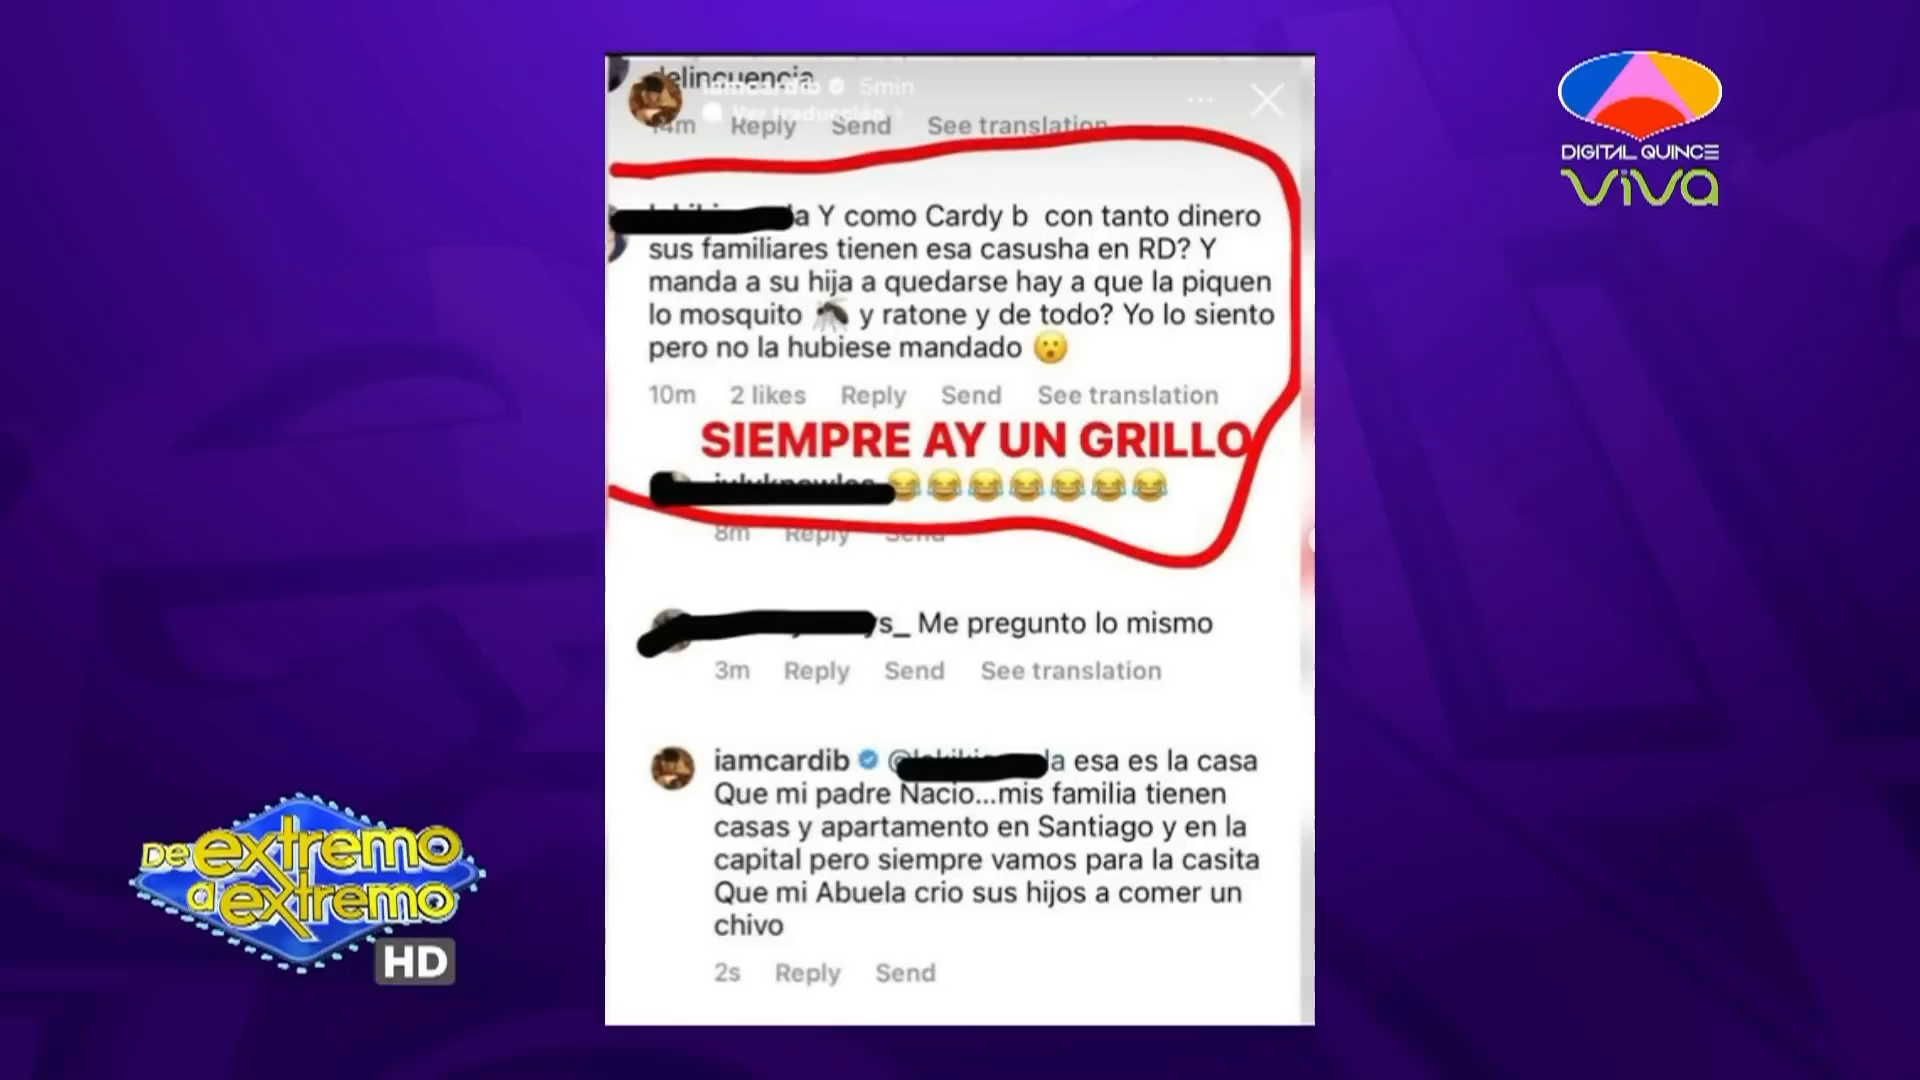 delincuencia
iamcardib 5min
Ver traducción >
14m Reply Send See translation
a Y como Cardy b con tanto dinero
sus familiares tienen esa casusha en RD? Y
manda a su hija a quedarse hay a que la piquen
lo mosquito 🦟 y ratone y de todo? Yo lo siento
pero no la hubiese mandado 😮
10m 2 likes Reply Send See translation
SIEMPRE AY UN GRILLO
😂😂😂😂😂😂😂
8m Reply Send
s_ Me pregunto lo mismo
3m Reply Send See translation
iamcardib la esa es la casa
Que mi padre Nacio...mis familia tienen
casas y apartamento en Santiago y en la
capital pero siempre vamos para la casita
Que mi Abuela crio sus hijos a comer un
chivo
2s Reply Send
DIGITAL QUINCE
ViVa
De extremo
a extremo
HD